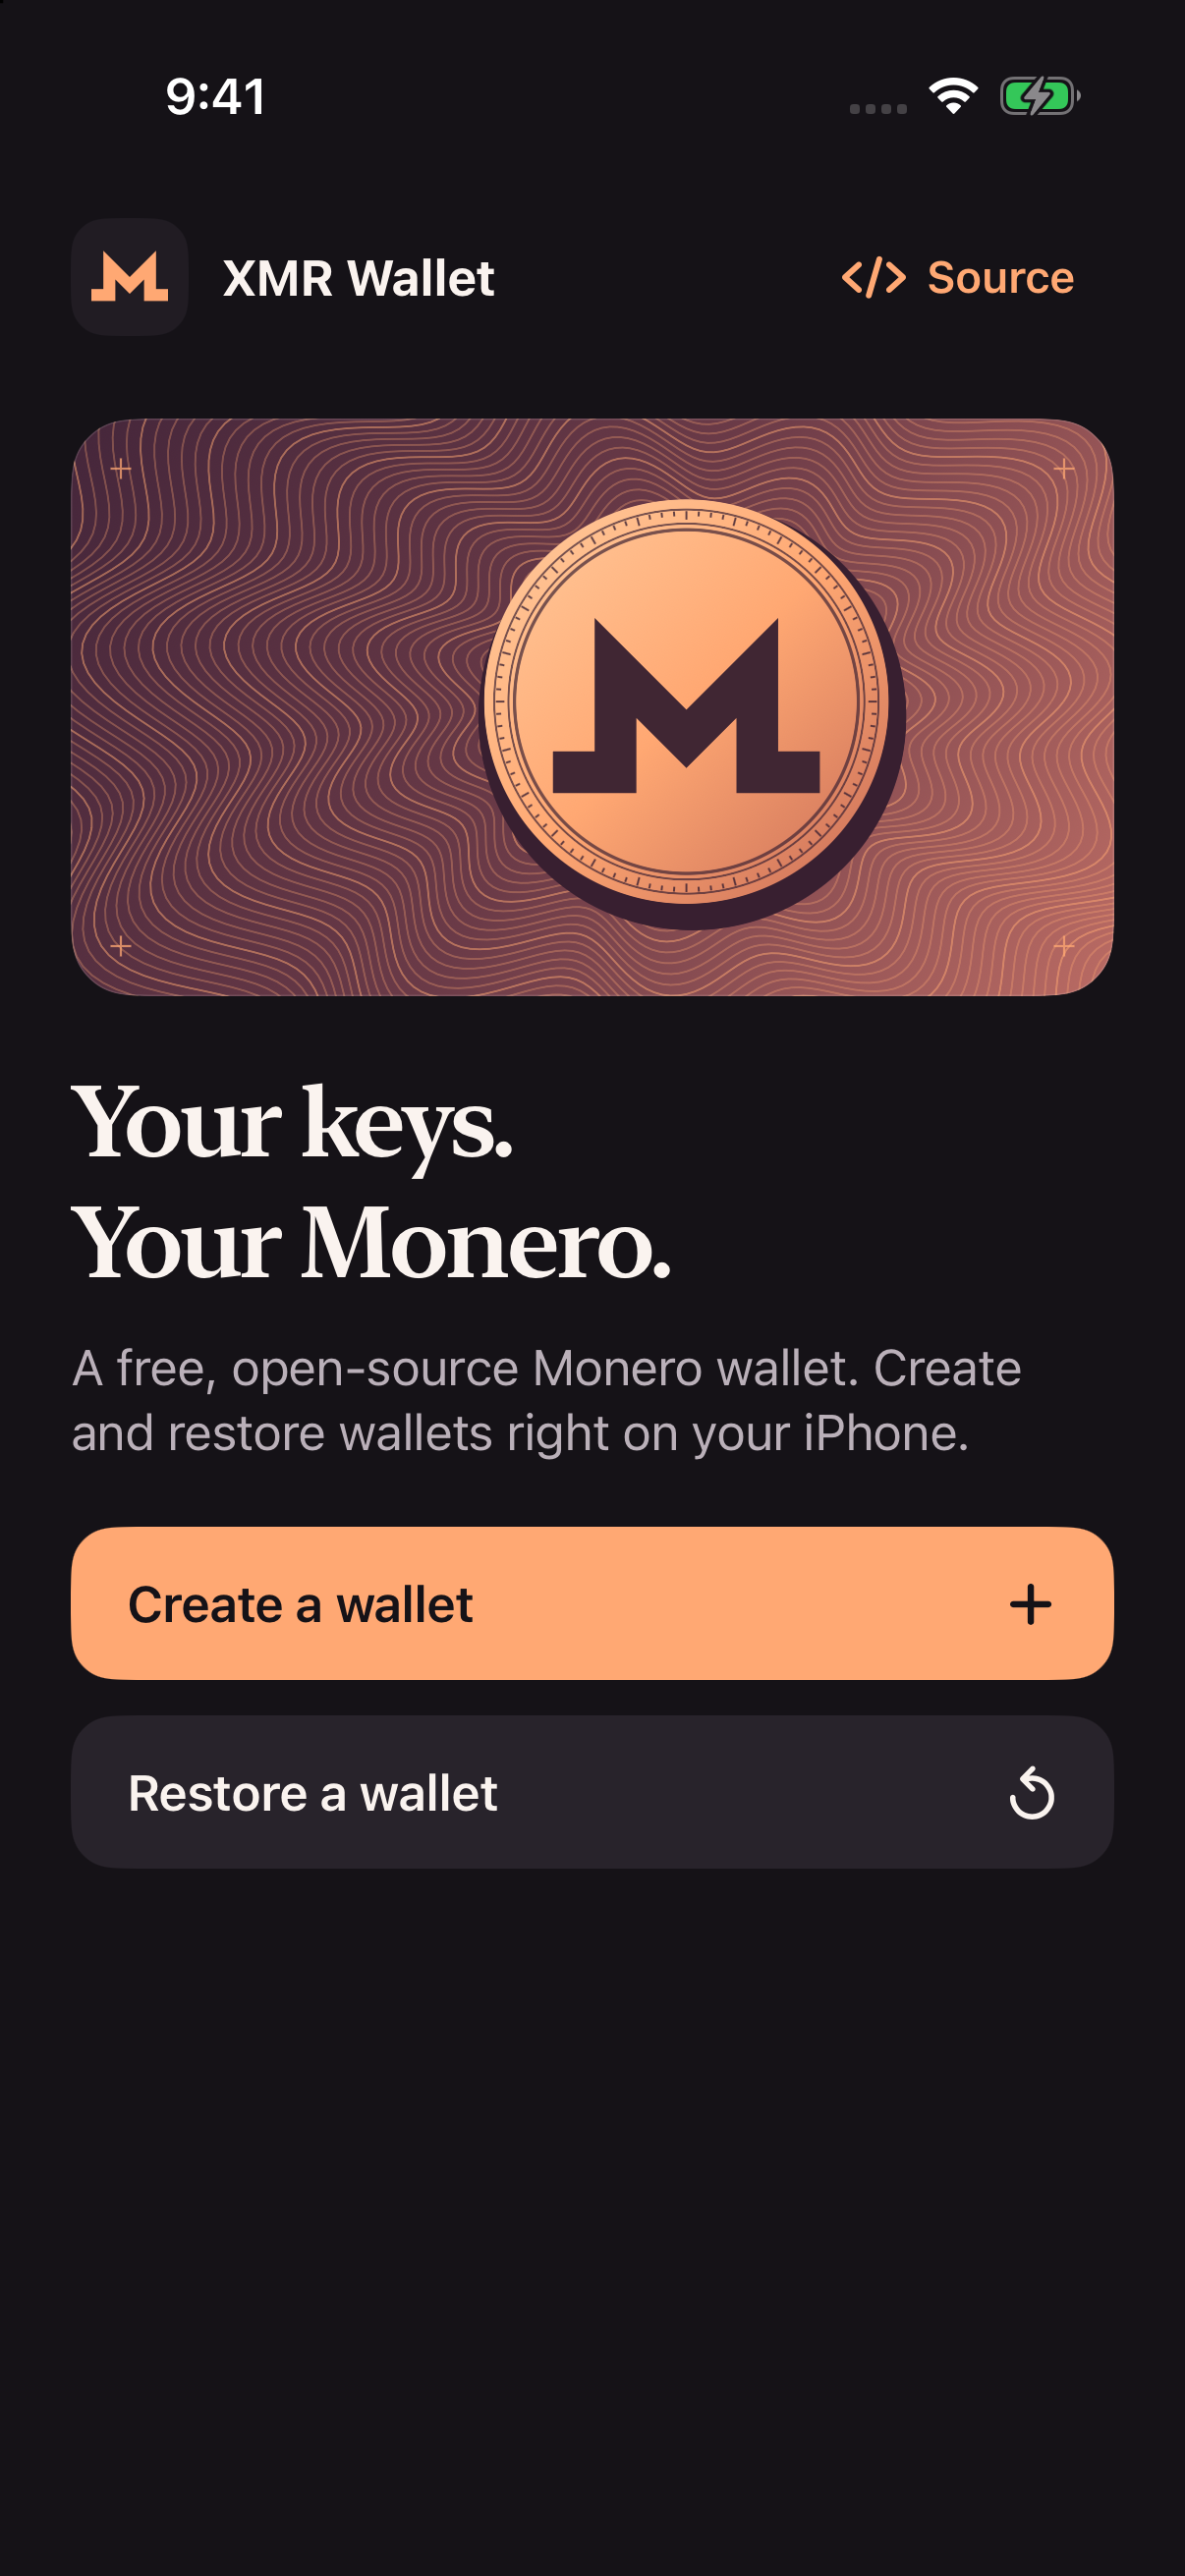 9:41
XMR Wallet
</> Source
Your keys.
Your Monero.
A free, open-source Monero wallet. Create
and restore wallets right on your iPhone.
Create a wallet
Restore a wallet